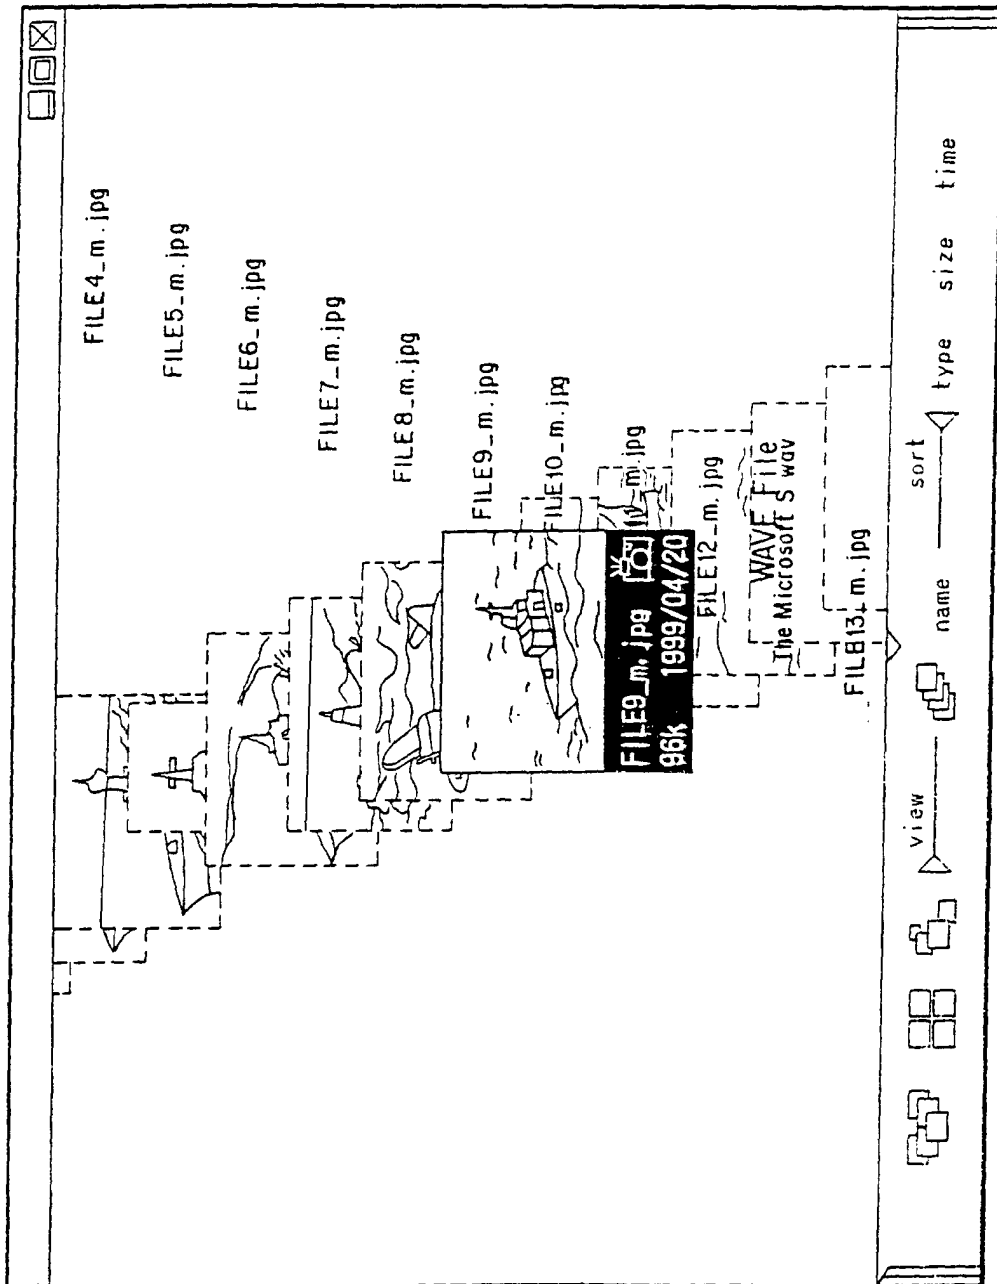 FILE4_m.jpg
FILE5_m.jpg
FILE6_m.jpg
FILE7_m.jpg
FILE8_m.jpg
FILE9_m.jpg
FILE10_m.jpg
m.jpg
FILE9_m.jpg
96k 1999/04/20
FILE12_m.jpg
WAVE File
The Microsoft S wav
FILB13_m.jpg
view name sort type size time